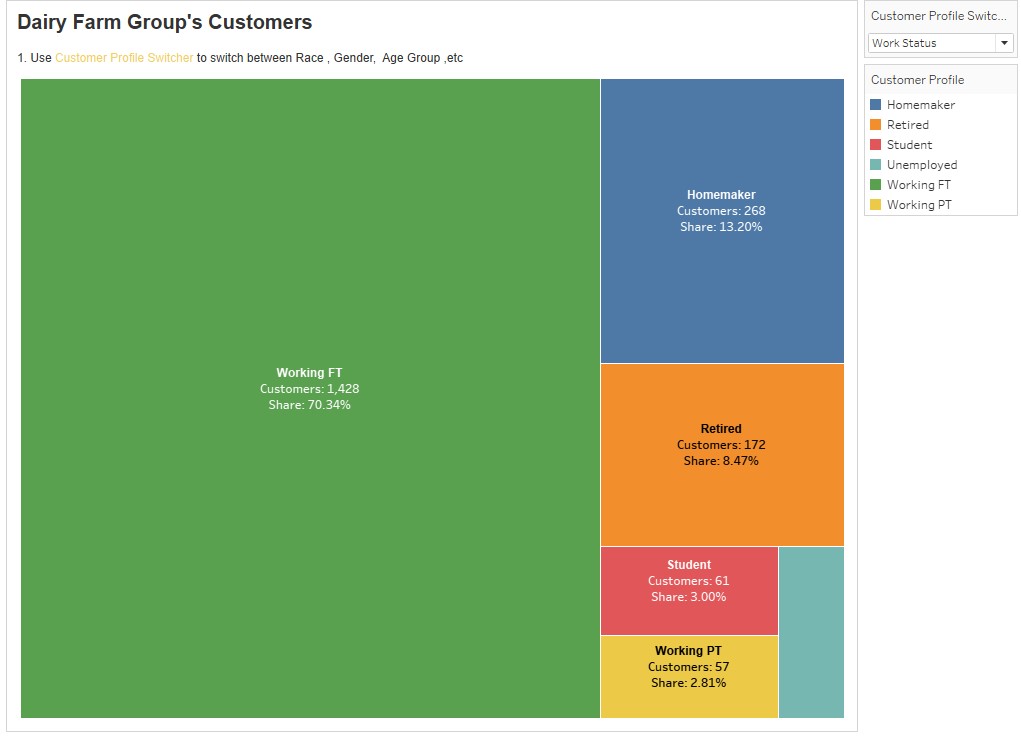 Dairy Farm Group's Customers
1. Use Customer Profile Switcher to switch between Race , Gender,  Age Group ,etc
Working FT
Customers: 1,428
Share: 70.34%
Homemaker
Customers: 268
Share: 13.20%
Retired
Customers: 172
Share: 8.47%
Student
Customers: 61
Share: 3.00%
Working PT
Customers: 57
Share: 2.81%
Customer Profile Switc...
Work Status
Customer Profile
Homemaker
Retired
Student
Unemployed
Working FT
Working PT